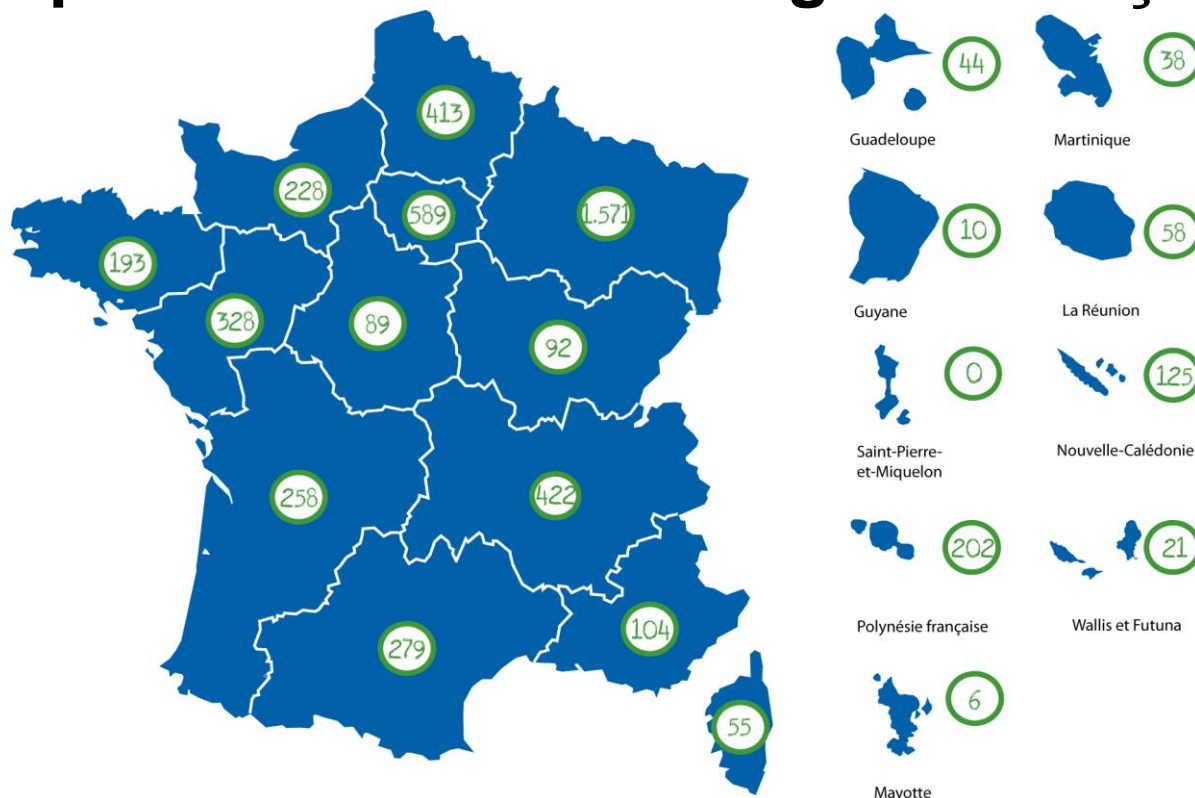 413
228
589
1.571
193
328
89
92
258
422
279
104
55
44
Guadeloupe
38
Martinique
10
Guyane
58
La Réunion
0
Saint-Pierre-
et-Miquelon
125
Nouvelle-Calédonie
202
Polynésie française
21
Wallis et Futuna
6
Mayotte